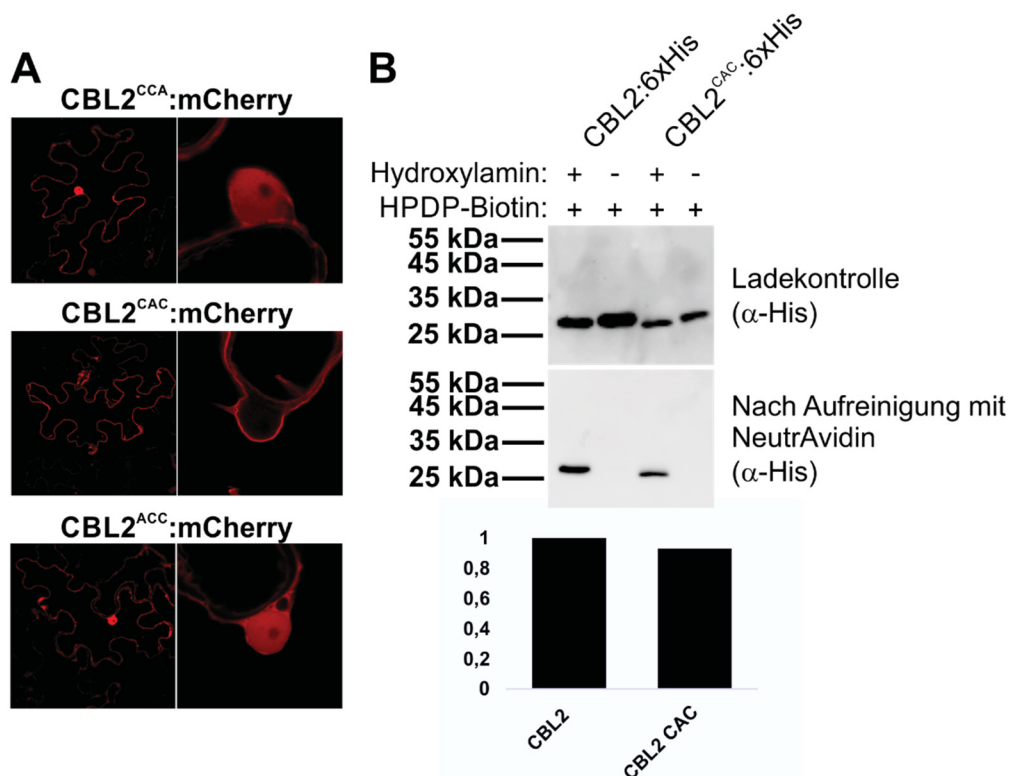 A
CBL2CCA:mCherry
CBL2CAC:mCherry
CBL2ACC:mCherry
B
CBL2:6xHis
CBL2CAC:6xHis
Hydroxylamin: + - + -
HPDP-Biotin: + + + +
55 kDa
45 kDa
35 kDa
25 kDa
Ladekontrolle
(α-His)
55 kDa
45 kDa
35 kDa
25 kDa
Nach Aufreinigung mit
NeutrAvidin
(α-His)
1
0,8
0,6
0,4
0,2
0
CBL2
CBL2 CAC